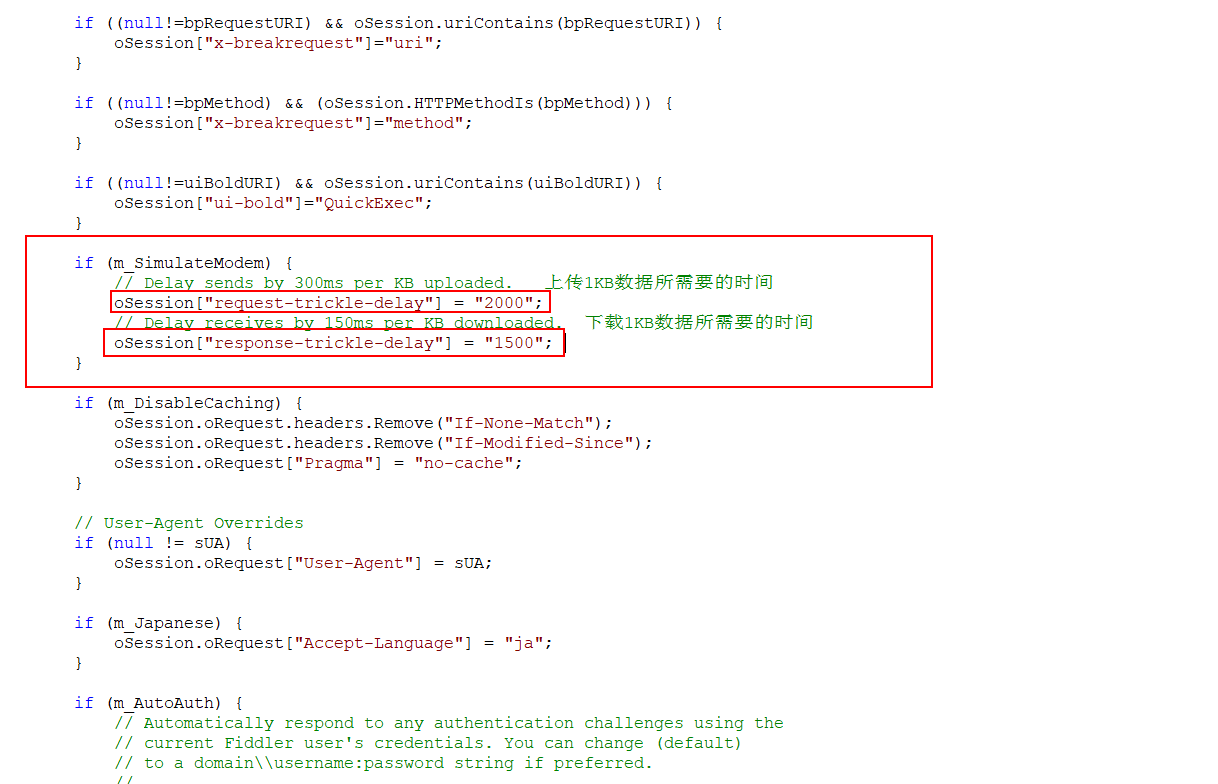 if ((null!=bpRequestURI) && oSession.uriContains(bpRequestURI)) {
oSession["x-breakrequest"]="uri";
}
if ((null!=bpMethod) && (oSession.HTTPMethodIs(bpMethod))) {
oSession["x-breakrequest"]="method";
}
if ((null!=uiBoldURI) && oSession.uriContains(uiBoldURI)) {
oSession["ui-bold"]="QuickExec";
}
if (m_SimulateModem) {
// Delay sends by 300ms per KB uploaded. 上传1KB数据所需要的时间
oSession["request-trickle-delay"] = "2000";
// Delay receives by 150ms per KB downloaded. 下载1KB数据所需要的时间
oSession["response-trickle-delay"] = "1500";
}
if (m_DisableCaching) {
oSession.oRequest.headers.Remove("If-None-Match");
oSession.oRequest.headers.Remove("If-Modified-Since");
oSession.oRequest["Pragma"] = "no-cache";
}
// User-Agent Overrides
if (null != sUA) {
oSession.oRequest["User-Agent"] = sUA;
}
if (m_Japanese) {
oSession.oRequest["Accept-Language"] = "ja";
}
if (m_AutoAuth) {
// Automatically respond to any authentication challenges using the
// current Fiddler user's credentials. You can change (default)
// to a domain\\username:password string if preferred.
//